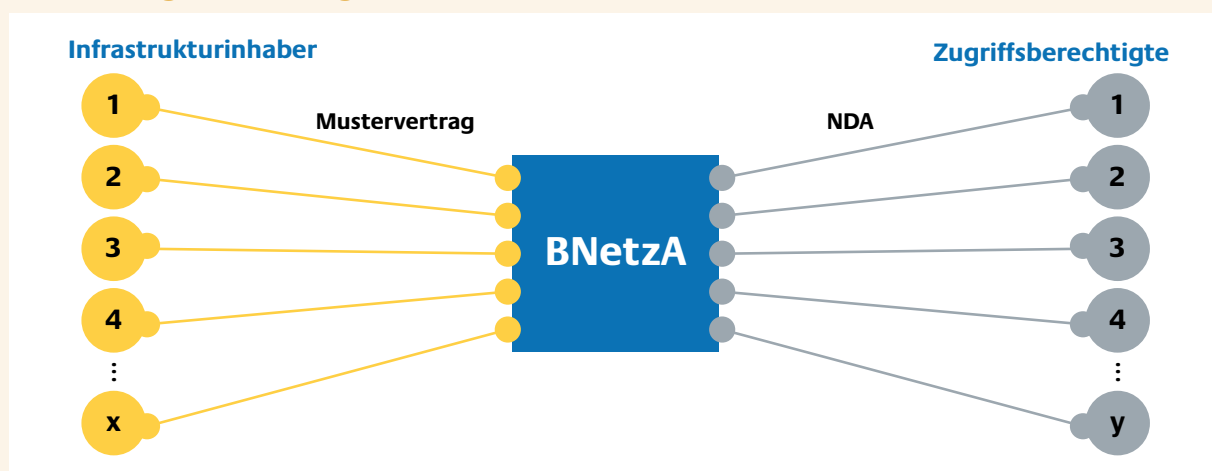 Infrastrukturinhaber
Zugriffsberechtigte
1
1
Mustervertrag
NDA
2
2
BNetzA
3
3
4
4
⋮
⋮
x
y